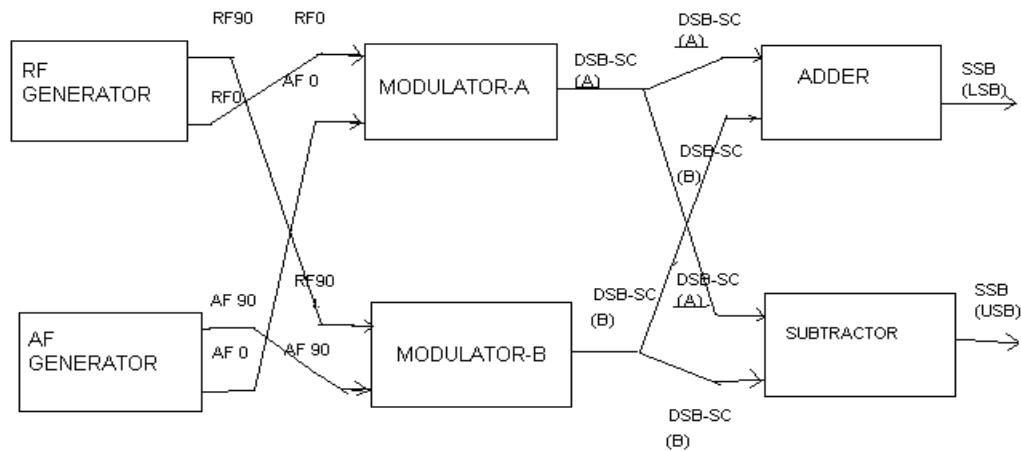 RF90 RF0
RF
GENERATOR
RF0
AF 0
MODULATOR-A
DSB-SC
(A)
DSB-SC
(A)
ADDER
SSB
(LSB)
DSB-SC
(B)
AF 90
RF90
AF
GENERATOR
AF 0
AF 90
MODULATOR-B
DSB-SC
(B)
DSB-SC
(A)
SUBTRACTOR
SSB
(USB)
DSB-SC
(B)